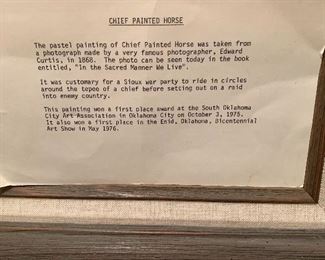 CHIEF PAINTED HORSE
The pastel painting of Chief Painted Horse was taken from
a photograph made by a very famous photographer, Edward
Curtis, in 1868. The photo can be seen today in the book
entitled, "In the Sacred Manner We Live".
It was customary for a Sioux war party to ride in circles
around the tepee of a chief before setting out on a raid
into enemy country.
This painting won a first place award at the South Oklahoma
City Art Association in Oklahoma City on October 3, 1975.
It also won a first place in the Enid, Oklahoma, Bicentennial
Art Show in May 1976.